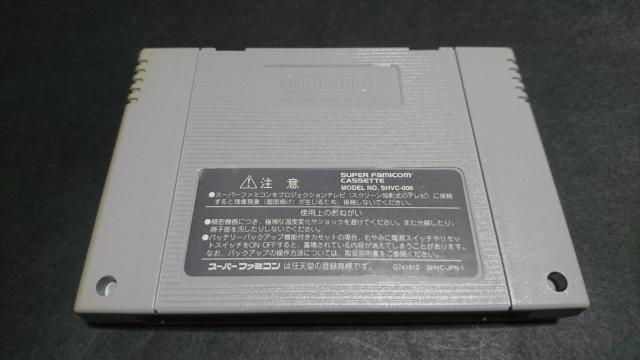 Nintendo
⚠注意
SUPER FAMICOM
CASSETTE
MODEL NO. SHVC-006
●スーパーファミコンをプロジェクションテレビ(スクリーン投影式のテレビ)に接続
すると残像現象(画面焼け)が生じるため、接続しないでください。
使用上のおねがい
●精密機器につき、極端な温度変化やショックを避けてください。また分解したり、
端子部を汚したりしないでください。
●バッテリーバックアップ機能付きカセットの場合、むやみに電源スイッチやリセッ
トスイッチをON OFFすると、蓄積されている内容が消えてしまうことがあります。
なお、バックアップの操作方法については、取扱説明書をご参照ください。
スーパーファミコンは任天堂の登録商標です。
G741812 SHVC-JPN-1